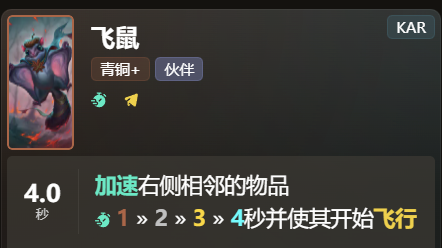 飞鼠
KAR
青铜+ 伙伴
4.0
秒
加速右侧相邻的物品
1 » 2 » 3 » 4秒并使其开始飞行